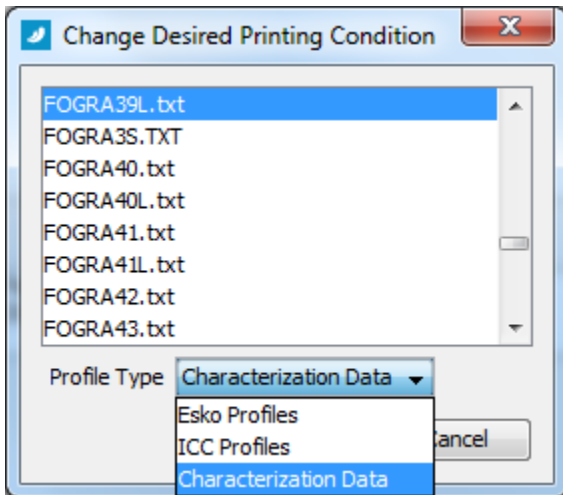 Change Desired Printing Condition
FOGRA39L.txt
FOGRA3S.TXT
FOGRA40.txt
FOGRA40L.txt
FOGRA41.txt
FOGRA41L.txt
FOGRA42.txt
FOGRA43.txt
Profile Type Characterization Data
Esko Profiles
ICC Profiles
Cancel
Characterization Data